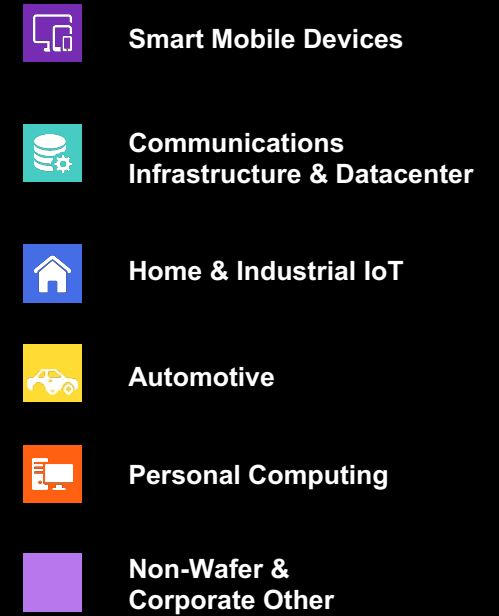 Smart Mobile Devices
Communications
Infrastructure & Datacenter
Home & Industrial IoT
Automotive
Personal Computing
Non-Wafer &
Corporate Other